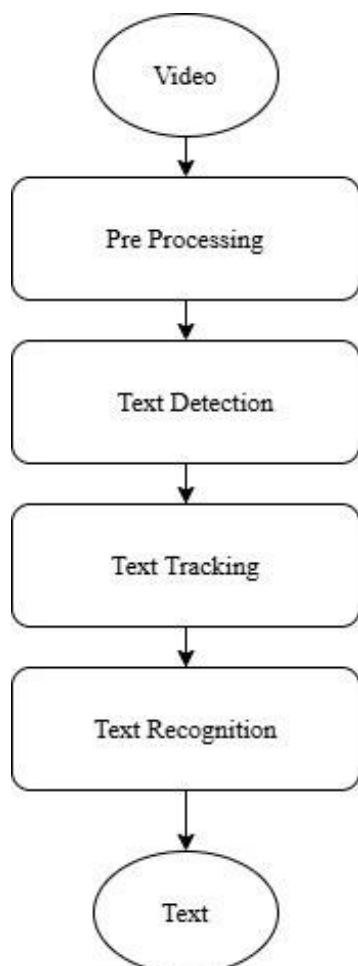 Video
Pre Processing
Text Detection
Text Tracking
Text Recognition
Text